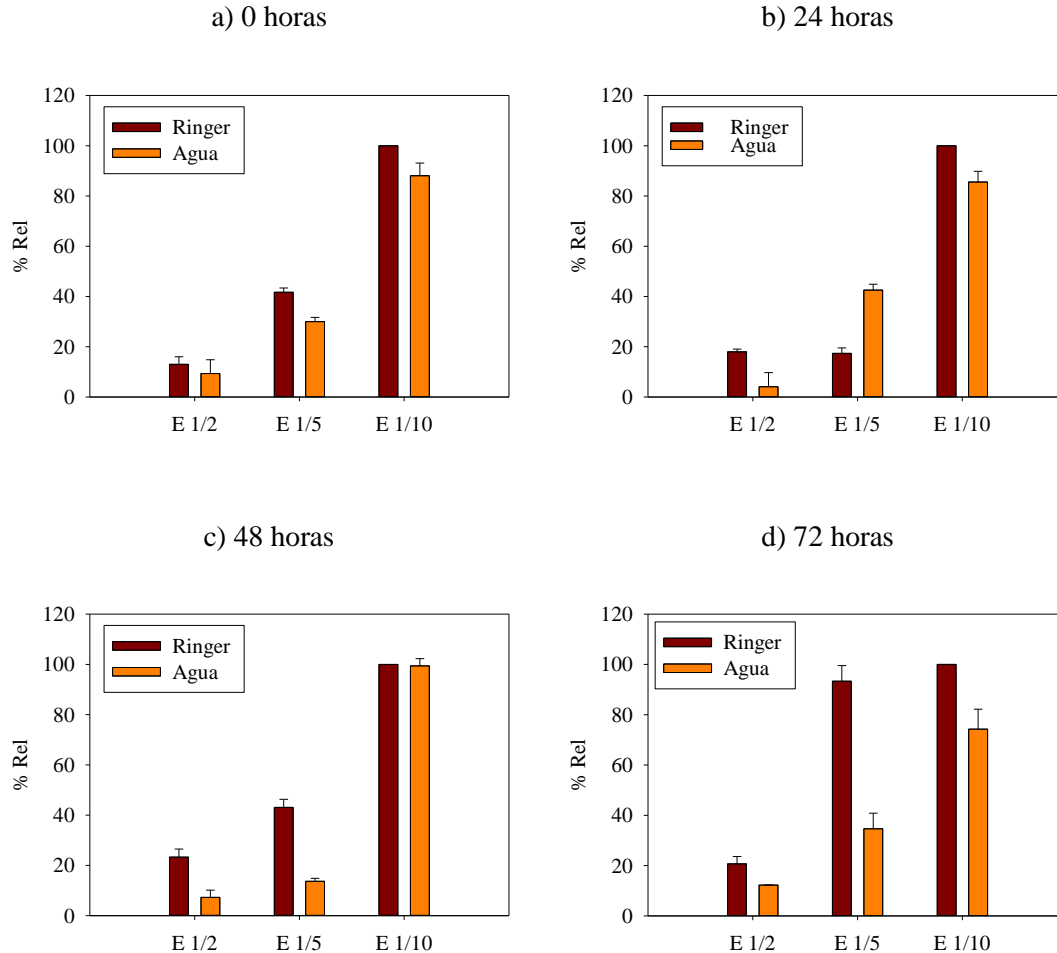 a) 0 horas
b) 24 horas
120
100
80
60
40
20
0
% Rel
Ringer
Agua
E 1/2
E 1/5
E 1/10
120
100
80
60
40
20
0
% Rel
Ringer
Agua
E 1/2
E 1/5
E 1/10
c) 48 horas
d) 72 horas
120
100
80
60
40
20
0
% Rel
Ringer
Agua
E 1/2
E 1/5
E 1/10
120
100
80
60
40
20
0
% Rel
Ringer
Agua
E 1/2
E 1/5
E 1/10